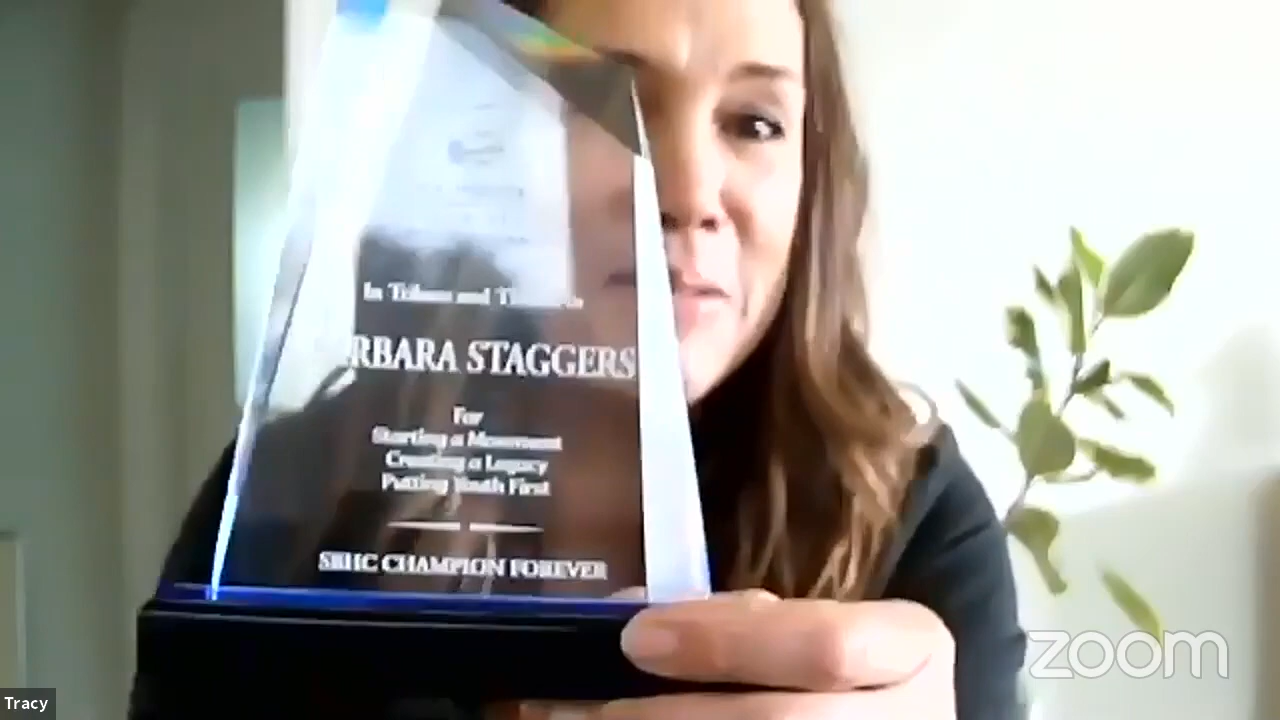 In Tribute and Thanks to
RBARA STAGGERS
For
Starting a Movement
Creating a Legacy
Putting Youth First
SBHC CHAMPION FOREVER
zoom
Tracy